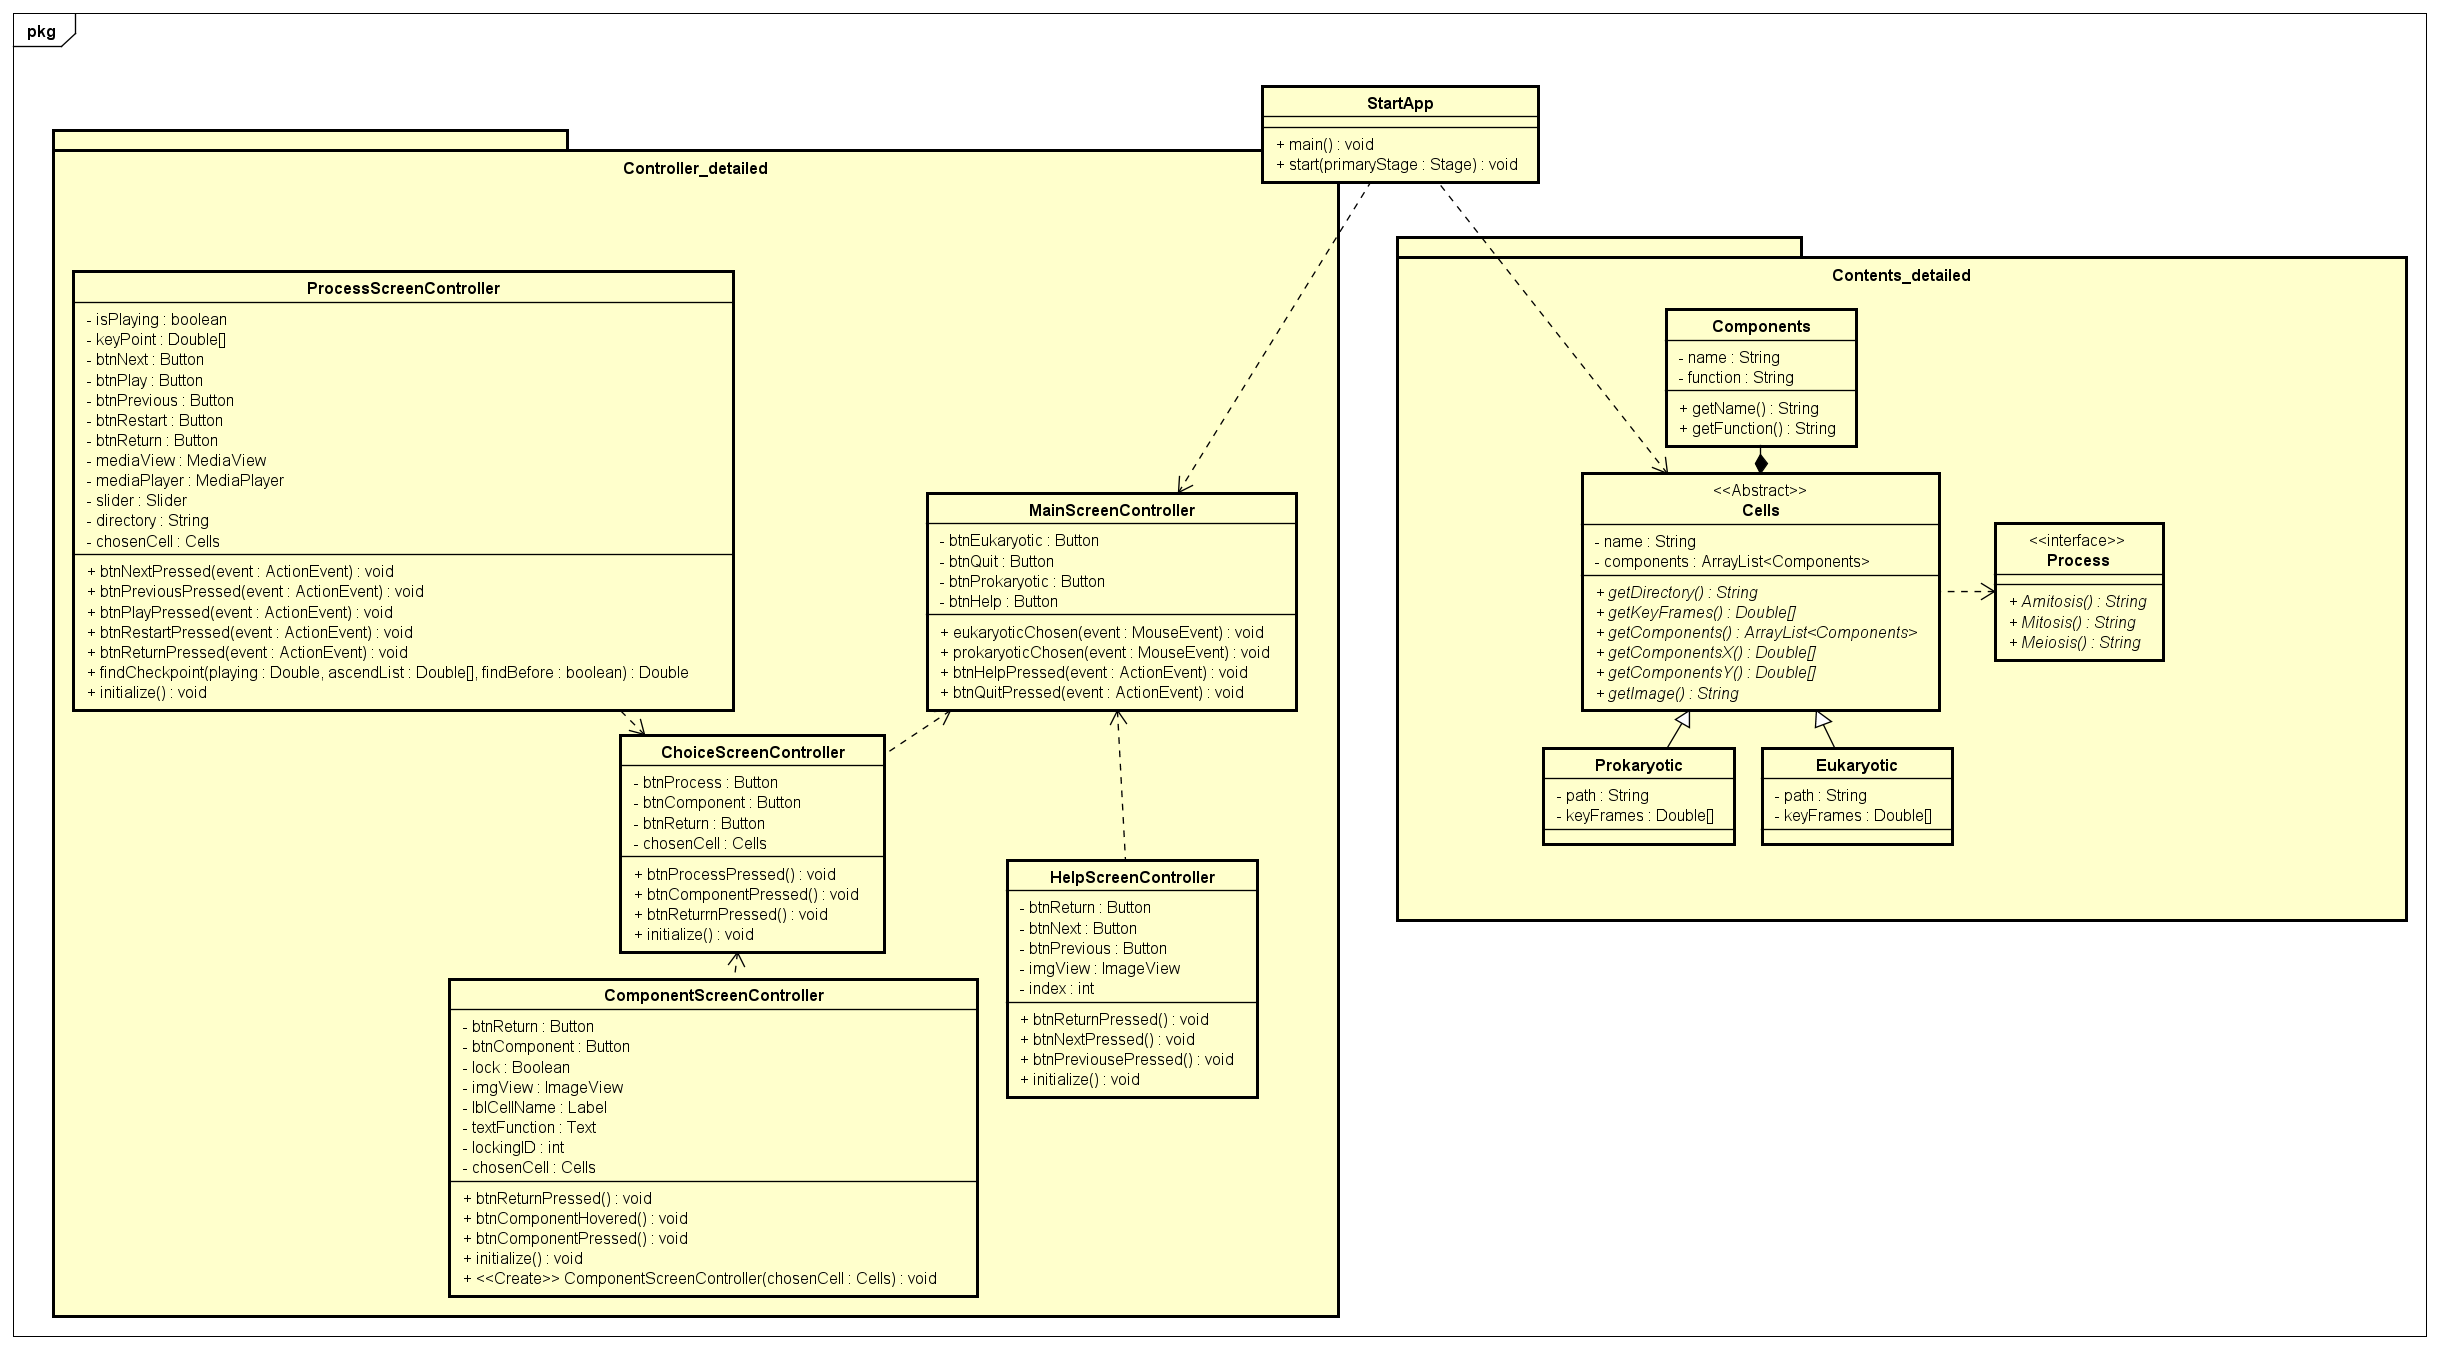 pkg
StartApp
+ main() : void
+ start(primaryStage : Stage) : void
Controller_detailed
ProcessScreenController
- isPlaying : boolean
- keyPoint : Double[]
- btnNext : Button
- btnPlay : Button
- btnPrevious : Button
- btnRestart : Button
- btnReturn : Button
- mediaView : MediaView
- mediaPlayer : MediaPlayer
- slider : Slider
- directory : String
- chosenCell : Cells
+ btnNextPressed(event : ActionEvent) : void
+ btnPreviousPressed(event : ActionEvent) : void
+ btnPlayPressed(event : ActionEvent) : void
+ btnRestartPressed(event : ActionEvent) : void
+ btnReturnPressed(event : ActionEvent) : void
+ findCheckpoint(playing : Double, ascendList : Double[], findBefore : boolean) : Double
+ initialize() : void
MainScreenController
- btnEukaryotic : Button
- btnQuit : Button
- btnProkaryotic : Button
- btnHelp : Button
+ eukaryoticChosen(event : MouseEvent) : void
+ prokaryoticChosen(event : MouseEvent) : void
+ btnHelpPressed(event : ActionEvent) : void
+ btnQuitPressed(event : ActionEvent) : void
ChoiceScreenController
- btnProcess : Button
- btnComponent : Button
- btnReturn : Button
- chosenCell : Cells
+ btnProcessPressed() : void
+ btnComponentPressed() : void
+ btnReturrnPressed() : void
+ initialize() : void
HelpScreenController
- btnReturn : Button
- btnNext : Button
- btnPrevious : Button
- imgView : ImageView
- index : int
+ btnReturnPressed() : void
+ btnNextPressed() : void
+ btnPreviousePressed() : void
+ initialize() : void
ComponentScreenController
- btnReturn : Button
- btnComponent : Button
- lock : Boolean
- imgView : ImageView
- lblCellName : Label
- textFunction : Text
- lockingID : int
- chosenCell : Cells
+ btnReturnPressed() : void
+ btnComponentHovered() : void
+ btnComponentPressed() : void
+ initialize() : void
+ <<Create>> ComponentScreenController(chosenCell : Cells) : void
Contents_detailed
Components
- name : String
- function : String
+ getName() : String
+ getFunction() : String
<<Abstract>>
Cells
- name : String
- components : ArrayList<Components>
+ getDirectory() : String
+ getKeyFrames() : Double[]
+ getComponents() : ArrayList<Components>
+ getComponentsX() : Double[]
+ getComponentsY() : Double[]
+ getImage() : String
<<interface>>
Process
+ Amitosis() : String
+ Mitosis() : String
+ Meiosis() : String
Prokaryotic
- path : String
- keyFrames : Double[]
Eukaryotic
- path : String
- keyFrames : Double[]